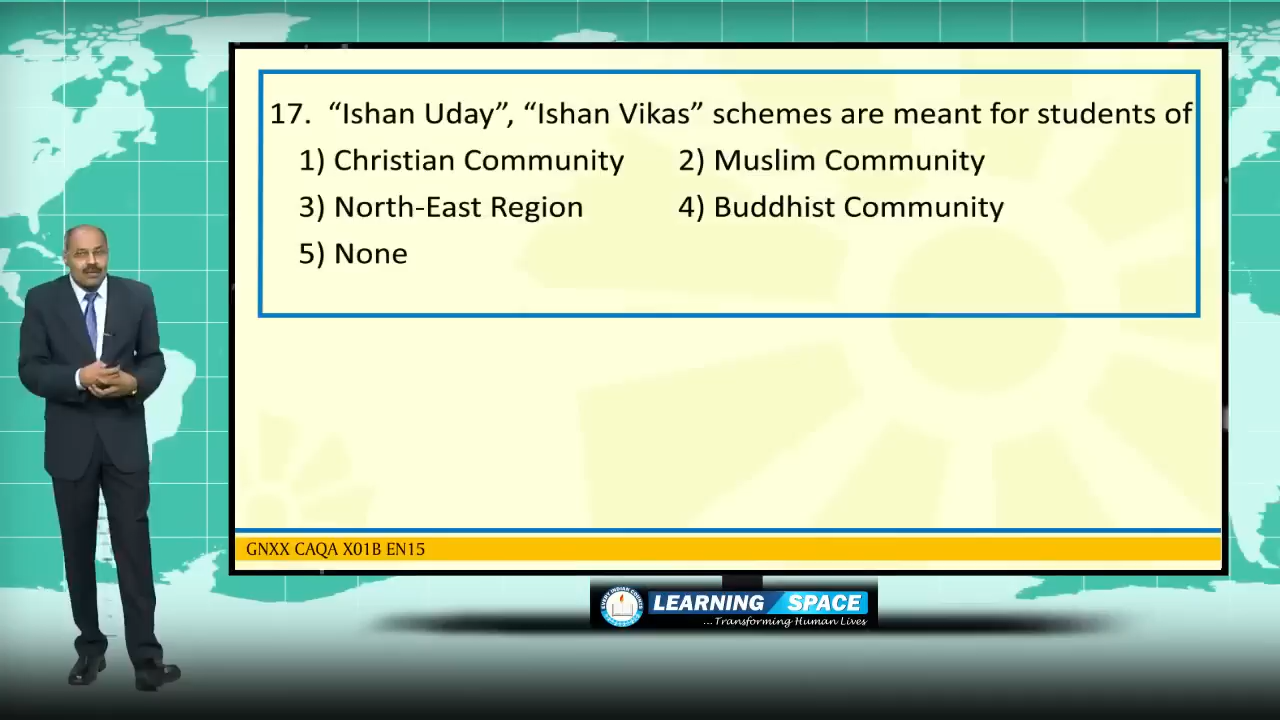 17. “Ishan Uday”, “Ishan Vikas” schemes are meant for students of
1) Christian Community 2) Muslim Community
3) North-East Region 4) Buddhist Community
5) None
GNXX CAQA X01B EN15
LEARNING SPACE
...Transforming Human Lives